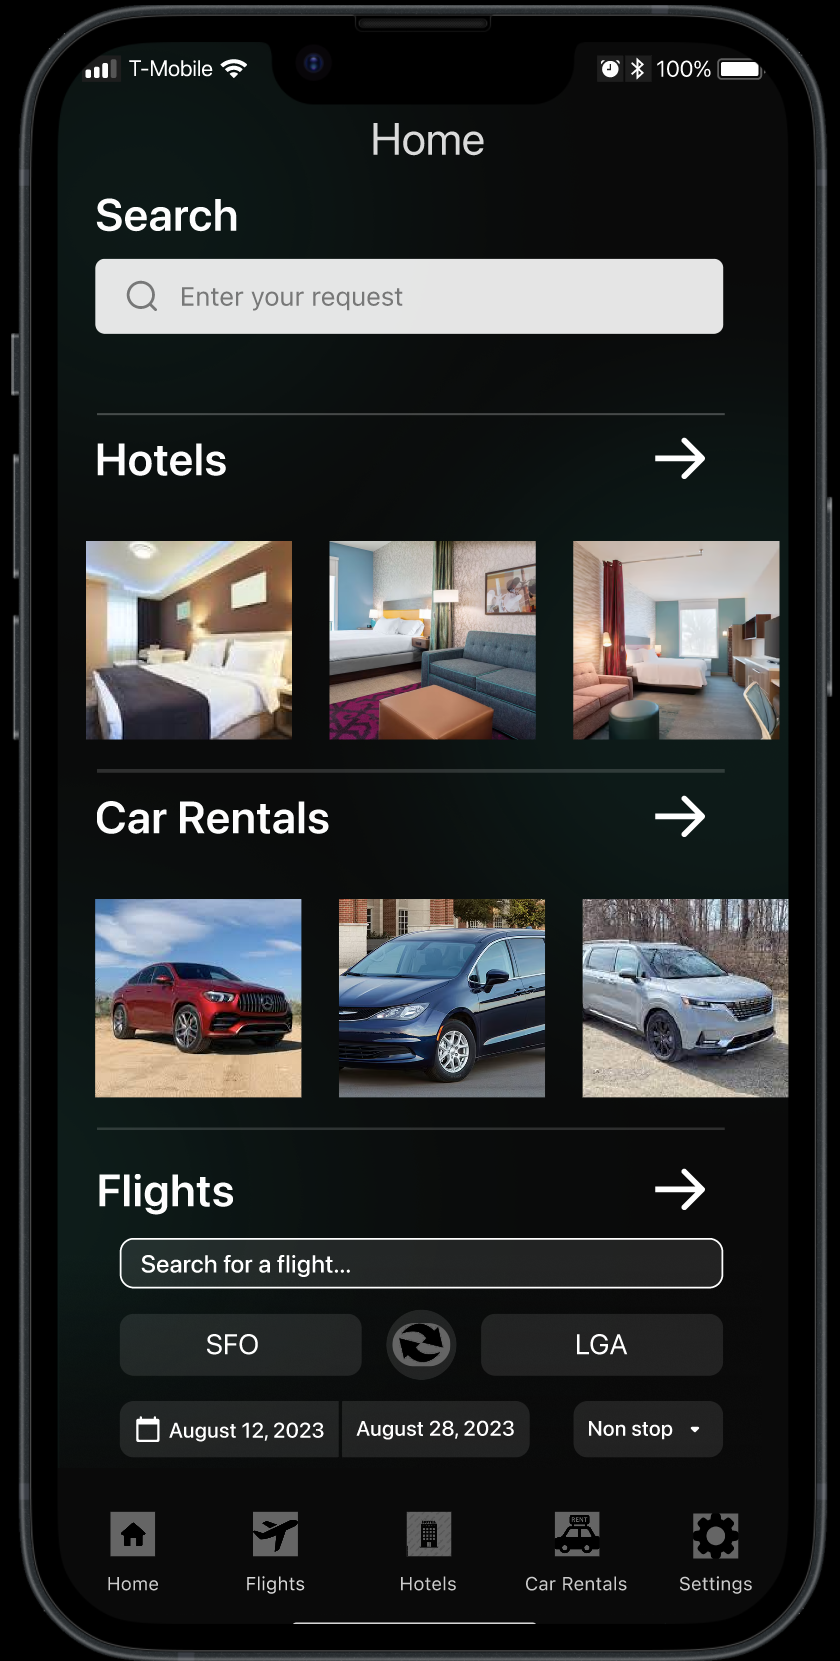 T-Mobile 100%
Home
Search
Enter your request
Hotels
Car Rentals
Flights
Search for a flight...
SFO LGA
August 12, 2023 August 28, 2023 Non stop
RENT
Home Flights Hotels Car Rentals Settings